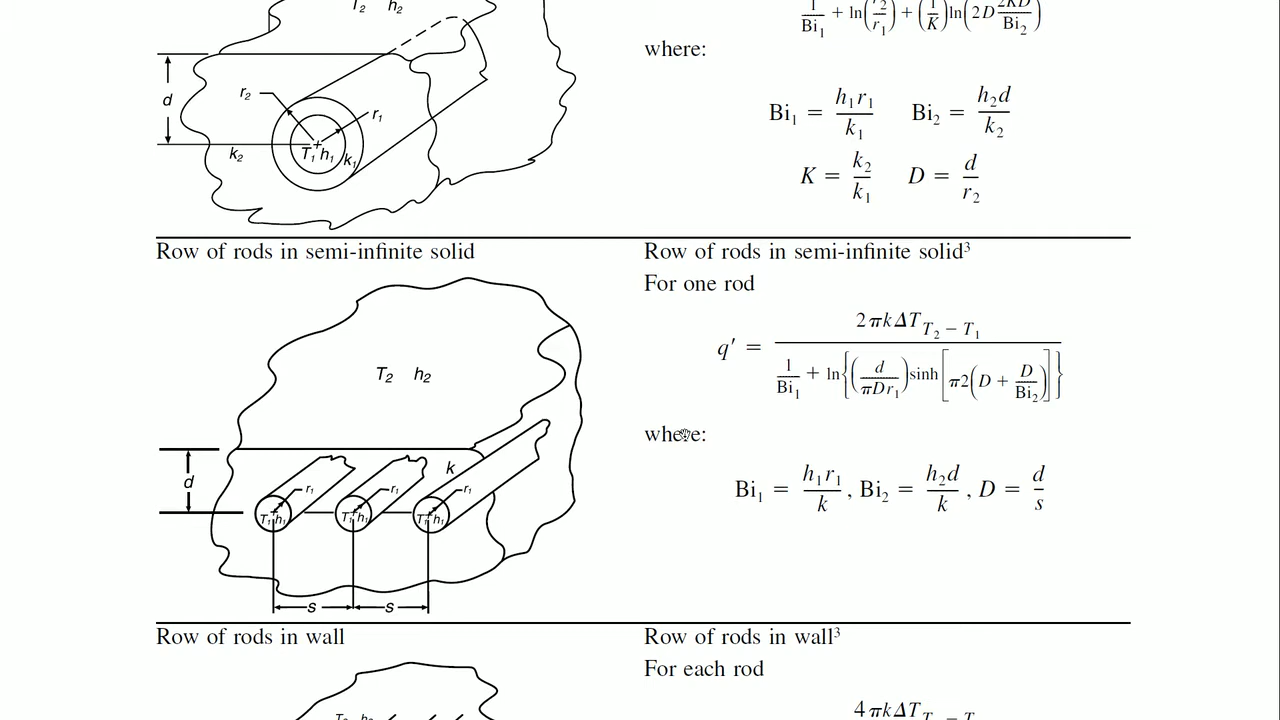 T₂ h₂
d
r₂
r₁
k₂
T₁ h₁
k₁
1/Bi₁ + ln(r₂/r₁) + (1/K)ln(2D 2KD/Bi₂)
where:
Bi₁ = h₁r₁/k₁ Bi₂ = h₂d/k₂
K = k₂/k₁ D = d/r₂
Row of rods in semi-infinite solid
T₂ h₂
k
d
r₁ r₁ r₁
T₁ h₁ T₁ h₁ T₁ h₁
s s
Row of rods in semi-infinite solid³
For one rod
q′ = 2πkΔT T₂ − T₁ / 1/Bi₁ + ln{(d/πDr₁)sinh[π2(D + D/Bi₂)]}
where:
Bi₁ = h₁r₁/k, Bi₂ = h₂d/k, D = d/s
Row of rods in wall
Row of rods in wall³
For each rod